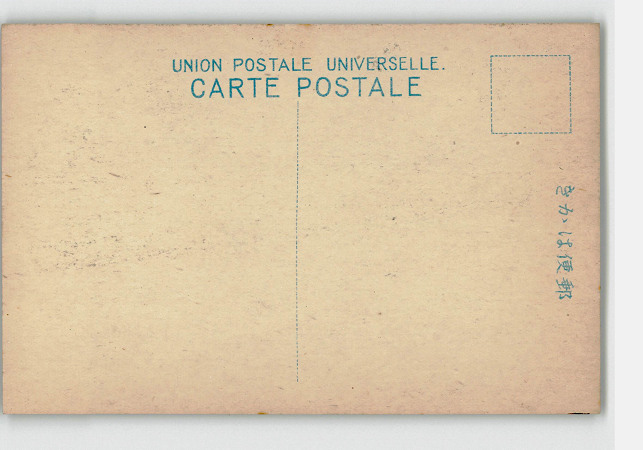 UNION POSTALE UNIVERSELLE.
CARTE POSTALE
郵便はかき